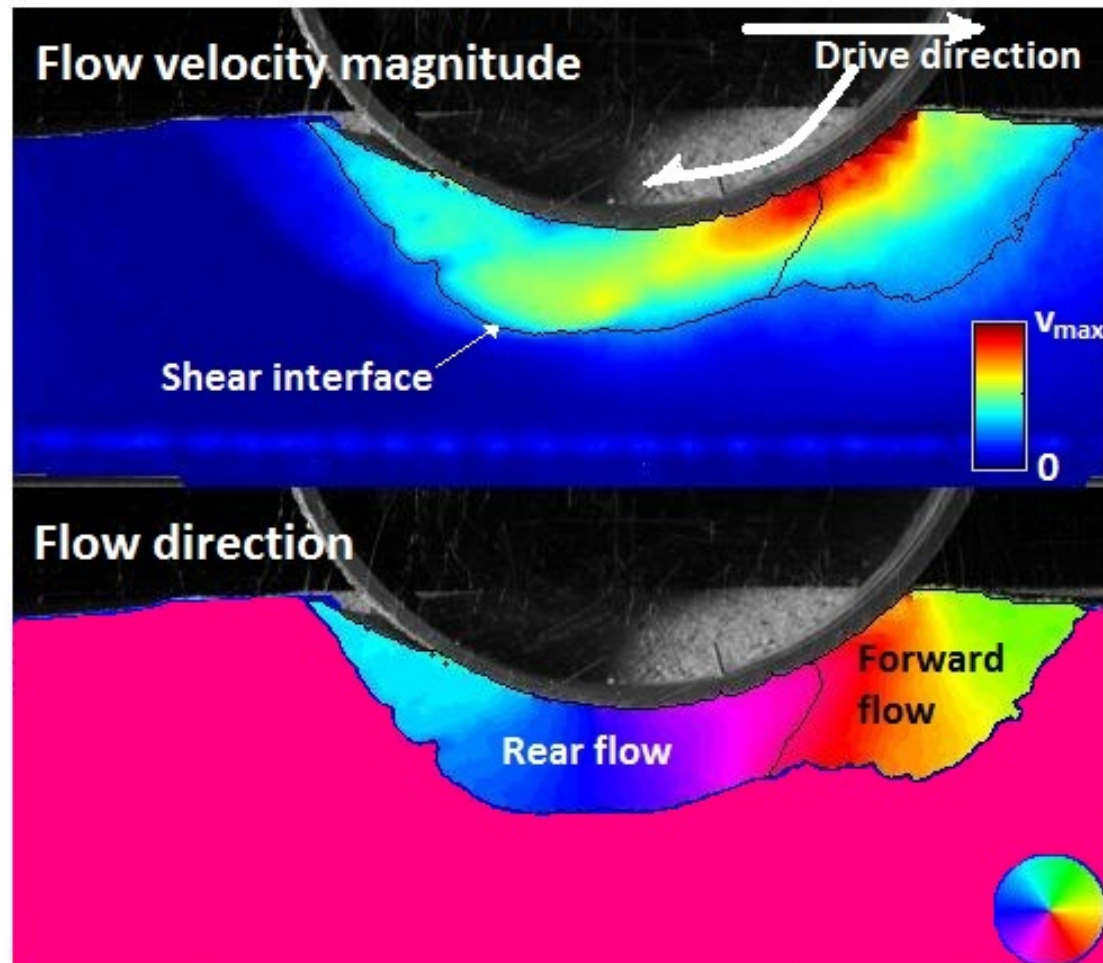 Flow velocity magnitude
Drive direction
Shear interface
vmax
0
Flow direction
Forward
flow
Rear flow